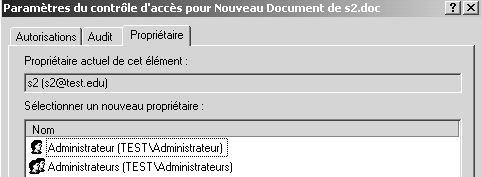 Paramètres du contrôle d'accès pour Nouveau Document de s2.doc
Autorisations Audit Propriétaire
Propriétaire actuel de cet élément :
s2 (s2@test.edu)
Sélectionner un nouveau propriétaire :
Nom
Administrateur (TEST\Administrateur)
Administrateurs (TEST\Administrateurs)